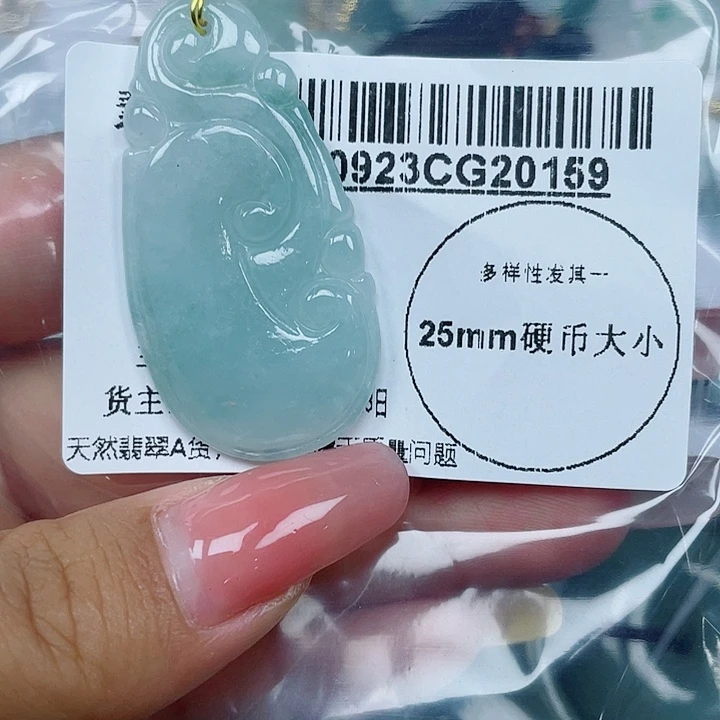 0923CG20159
多样性发其一
25mm硬币大小
货主
天然翡翠A货
量问题